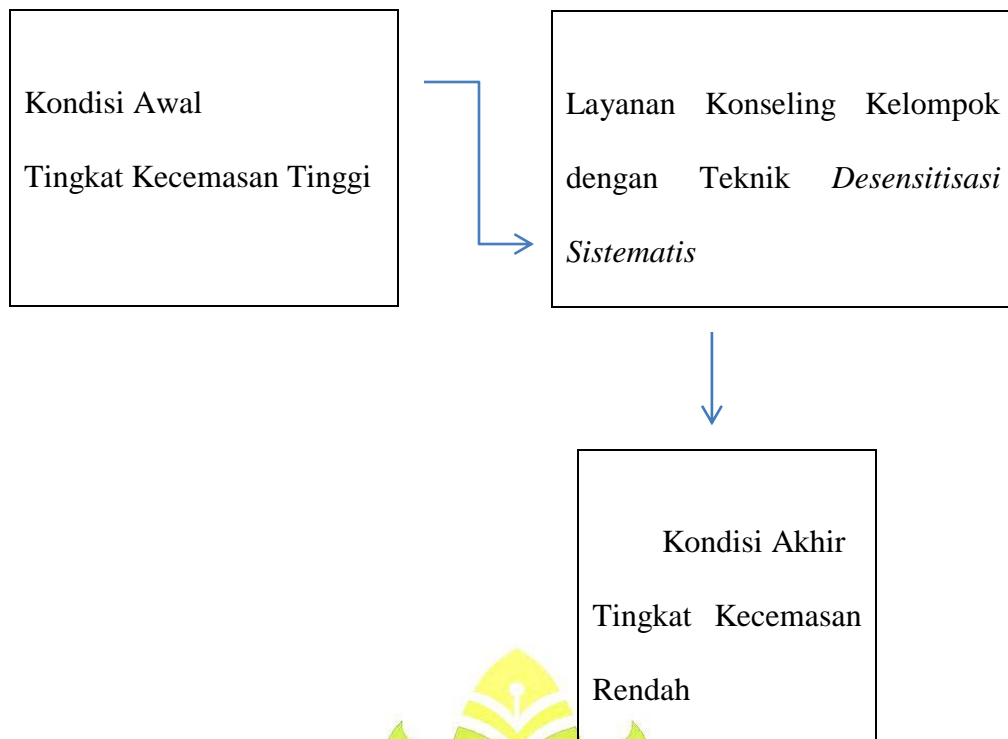 Kondisi Awal
Tingkat Kecemasan Tinggi
Layanan Konseling Kelompok
dengan Teknik Desensitisasi
Sistematis
Kondisi Akhir
Tingkat Kecemasan
Rendah